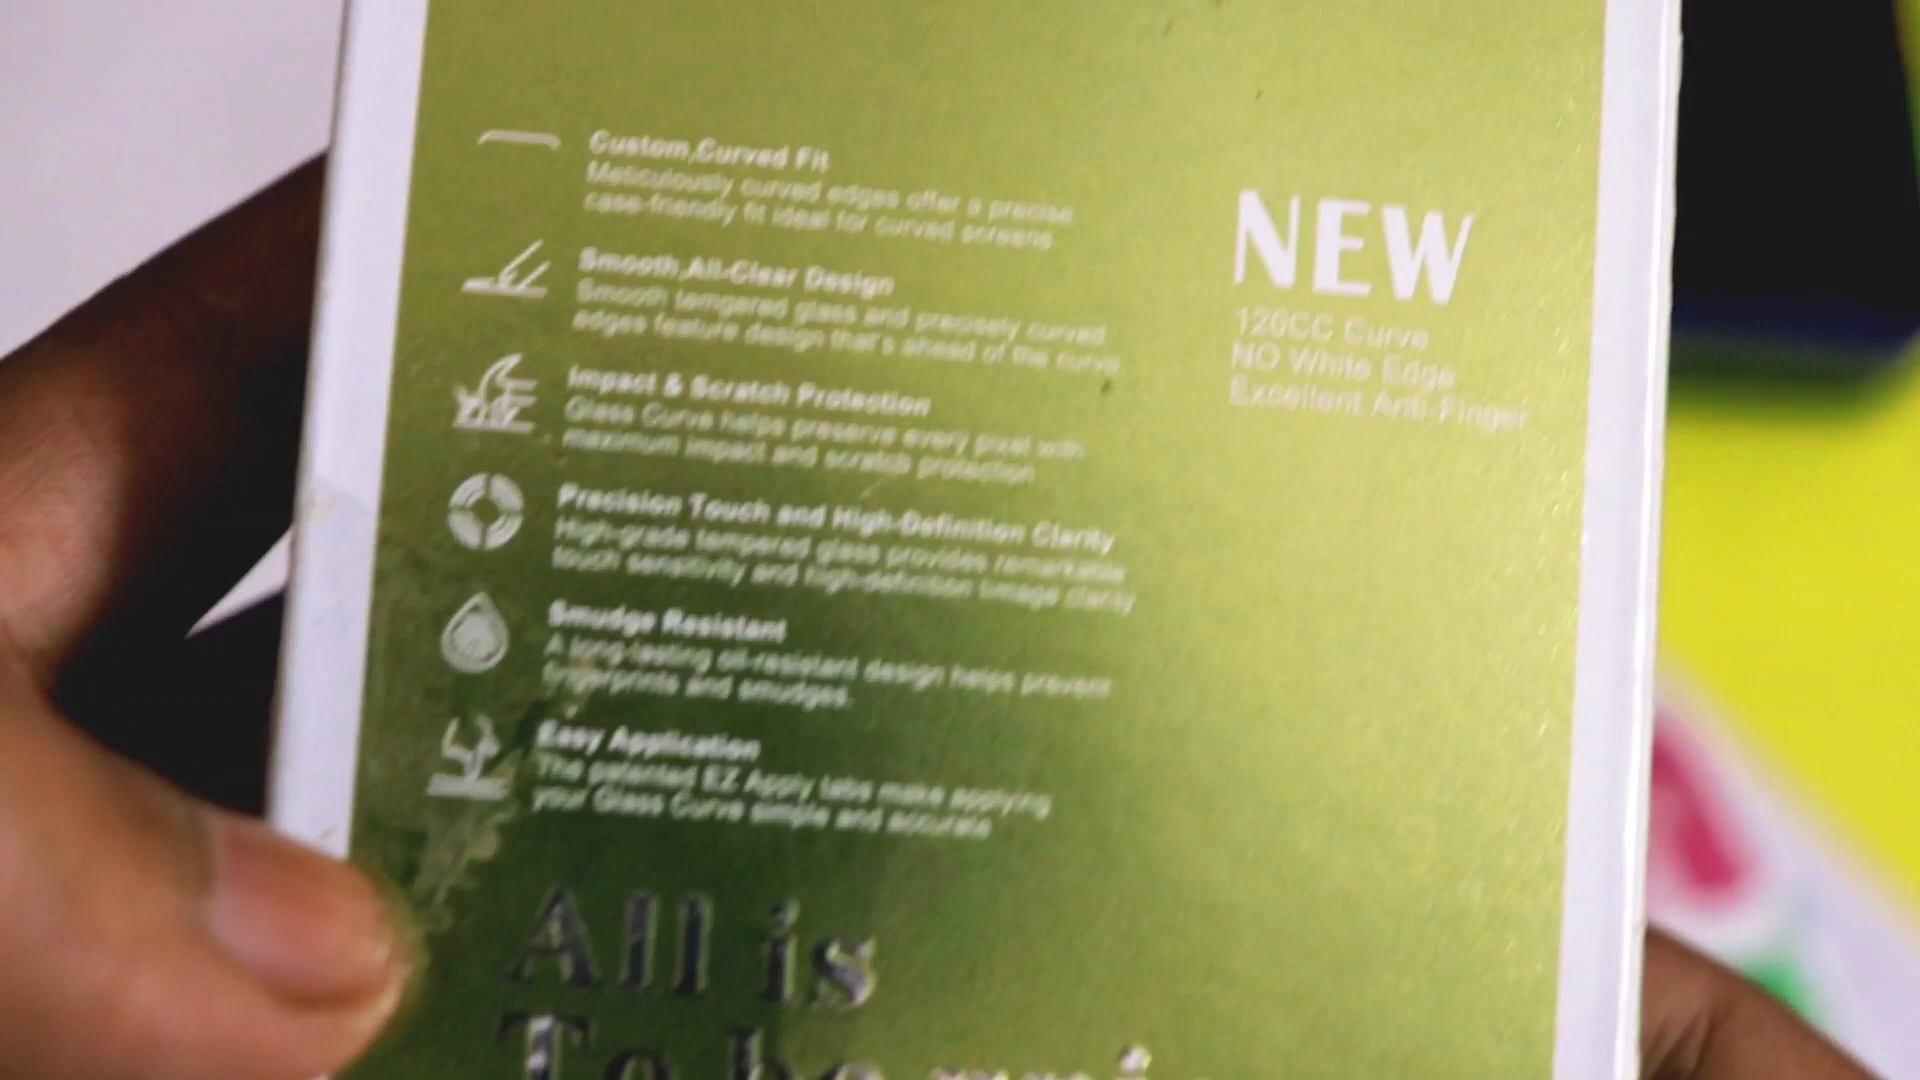 Custom,Curved Fit
Meticulously curved edges offer a precise
case-friendly fit ideal for curved screens
Smooth,All-Clear Design
Smooth temgered glass and precisely curved
edges feature design that's ahead of the curve
Impact & Scratch Protection
Glass Curve helps preserve every pixel with
maximum impact and scratch protection
Precision Touch and High-Definition Clarity
High-grade tempered glass provides remarkable
touch sensitivity and high-definition timage clarity
Smudge Resistant
A long-lasting oil-resistant design helps prevent
fingerprints and smudges.
Easy Application
The patented EZ Apply tabs make applying
your Glass Curve simple and accurate
NEW
120CC Curve
NO White Edge
Excellent Anti-Finger
All is
To be